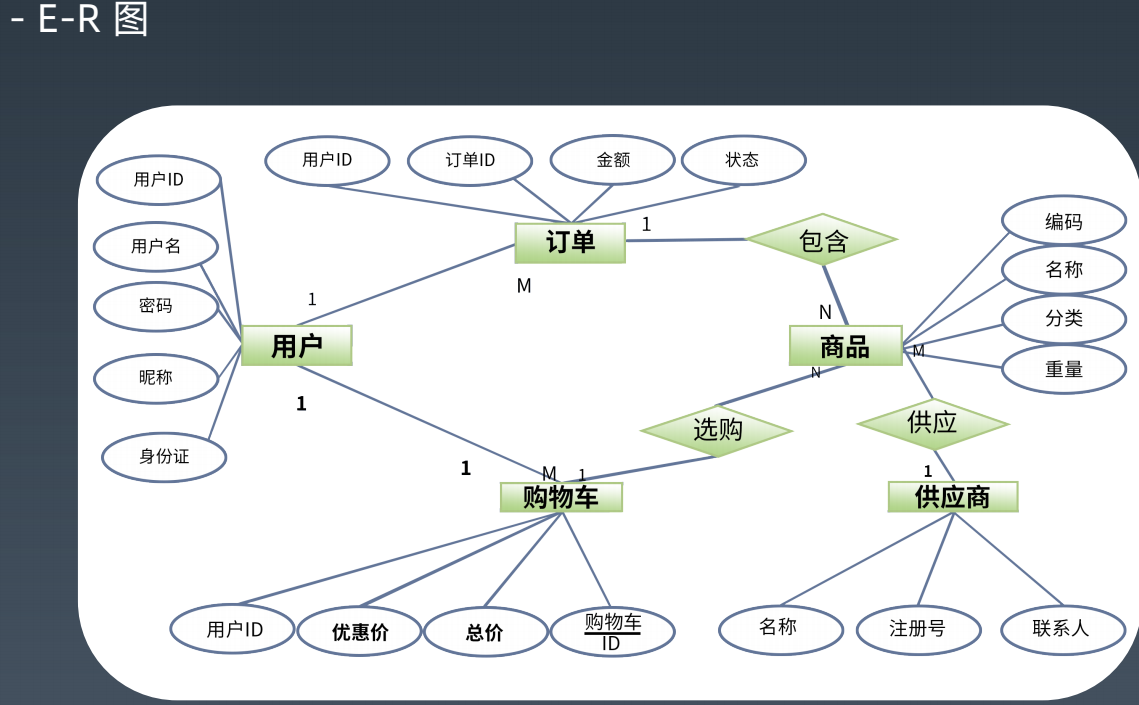 - E-R 图
用户ID
订单ID
金额
状态
用户ID
用户名
密码
昵称
身份证
编码
名称
分类
重量
订单
1
包含
M
1
N
用户
商品
M
N
1
选购
供应
1
M
1
1
购物车
供应商
用户ID
优惠价
总价
购物车
ID
名称
注册号
联系人